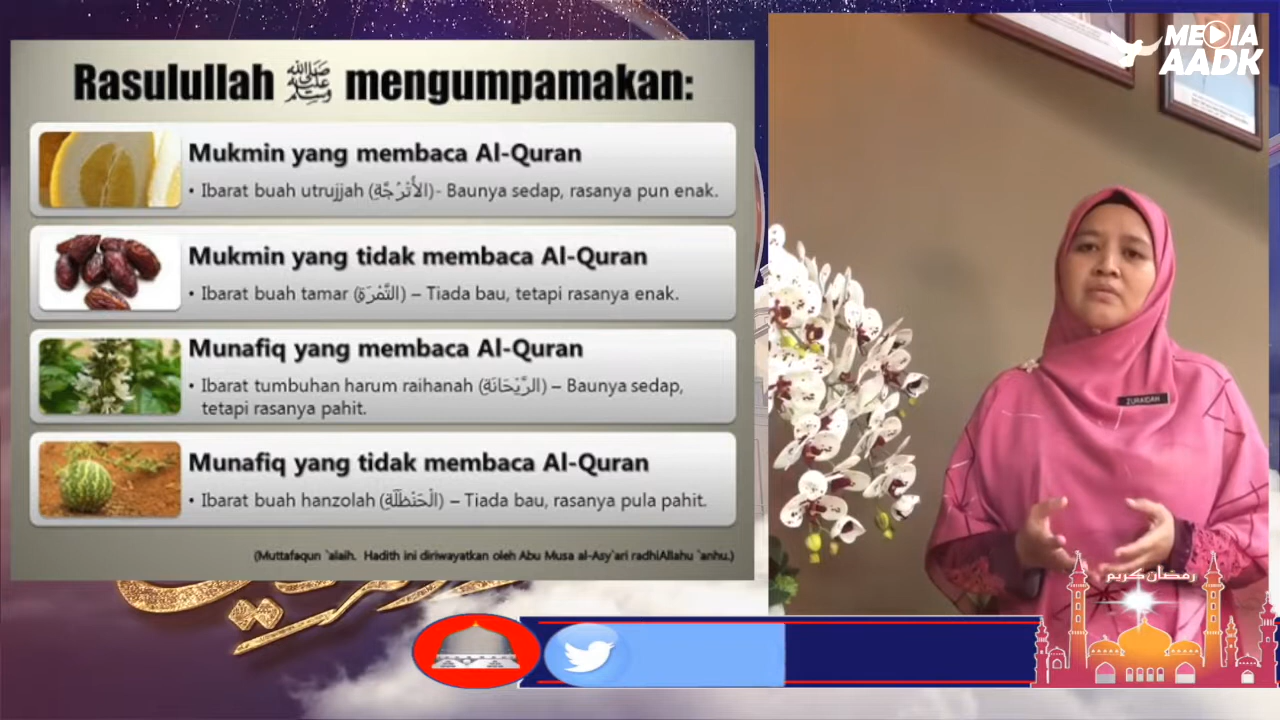 Rasulullah ﷺ mengumpamakan:
Mukmin yang membaca Al-Quran
• Ibarat buah utrujjah (الأُتْرُجَّةِ)- Baunya sedap, rasanya pun enak.
Mukmin yang tidak membaca Al-Quran
• Ibarat buah tamar (التَّمْرَةِ) – Tiada bau, tetapi rasanya enak.
Munafiq yang membaca Al-Quran
• Ibarat tumbuhan harum raihanah (الرَّيْحَانَةِ) – Baunya sedap,
tetapi rasanya pahit.
Munafiq yang tidak membaca Al-Quran
• Ibarat buah hanzolah (الْحَنْظَلَةِ) – Tiada bau, rasanya pula pahit.
(Muttafaqun `alaih. Hadith ini diriwayatkan oleh Abu Musa al-Asy`ari radhiAllahu `anhu.)
MEDIA
AADK
ZURAIDAH
رمضان كريم